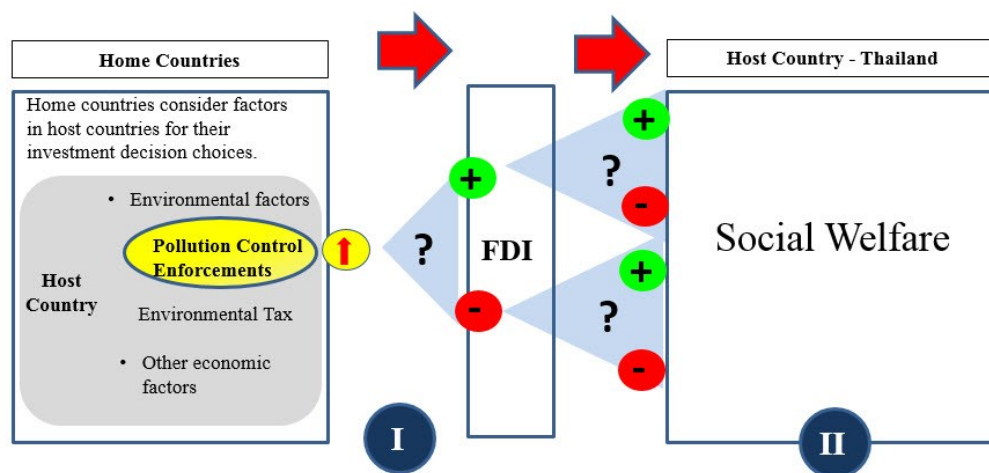 Home Countries
Host Country - Thailand
Home countries consider factors
in host countries for their
investment decision choices.
• Environmental factors
Pollution Control
Enforcements
Host
Country
Environmental Tax
• Other economic
factors
?
+
-
FDI
+
?
-
+
?
-
Social Welfare
I
II